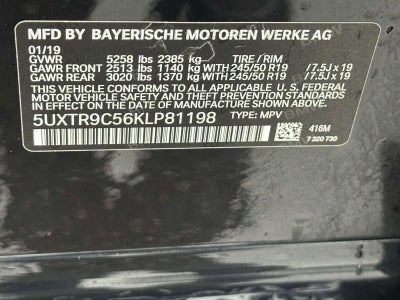 MFD BY BAYERISCHE MOTOREN WERKE AG
01/19
GVWR 5258 lbs 2385 kg TIRE / RIM
GAWR FRONT 2513 lbs 1140 kg 245/50 R19 / 7.5J x 19
GAWR REAR 3020 lbs 1370 kg 245/50 R19 / 7.5J x 19
THIS VEHICLE CONFORMS TO ALL APPLICABLE U.S. FEDERAL
MOTOR VEHICLE SAFETY AND THEFT PREVENTION
STANDARDS IN EFFECT ON THE DATE OF MANUFACTURE SHOWN ABOVE.
5UXTR9C56KLP81198 TYPE: MPV
416M
7 320 730